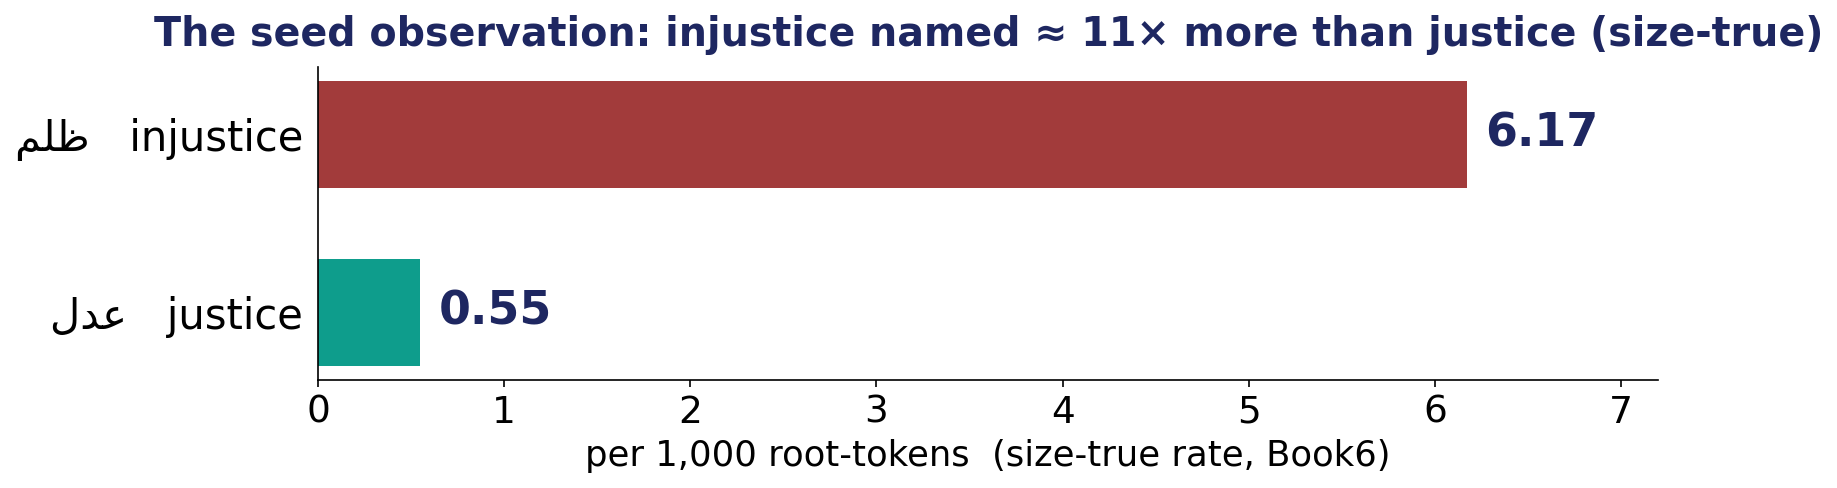 The seed observation: injustice named ≈ 11× more than justice (size-true)
ظلم injustice
6.17
عدل justice
0.55
0 1 2 3 4 5 6 7
per 1,000 root-tokens (size-true rate, Book6)